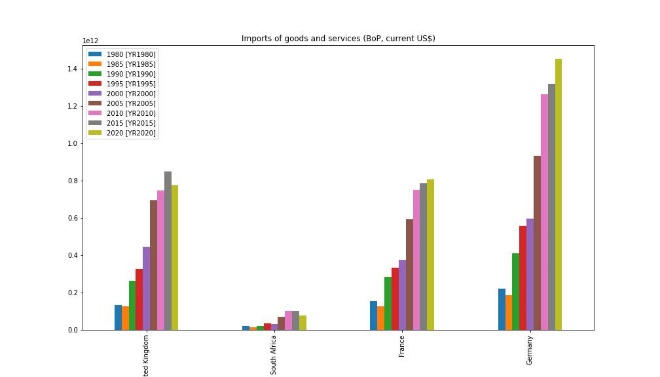 Imports of goods and services (BoP, current US$)
1e12
1980 [YR1980]
1985 [YR1985]
1990 [YR1990]
1995 [YR1995]
2000 [YR2000]
2005 [YR2005]
2010 [YR2010]
2015 [YR2015]
2020 [YR2020]
1.4
1.2
1.0
0.8
0.6
0.4
0.2
0.0
ted Kingdom
South Africa
France
Germany